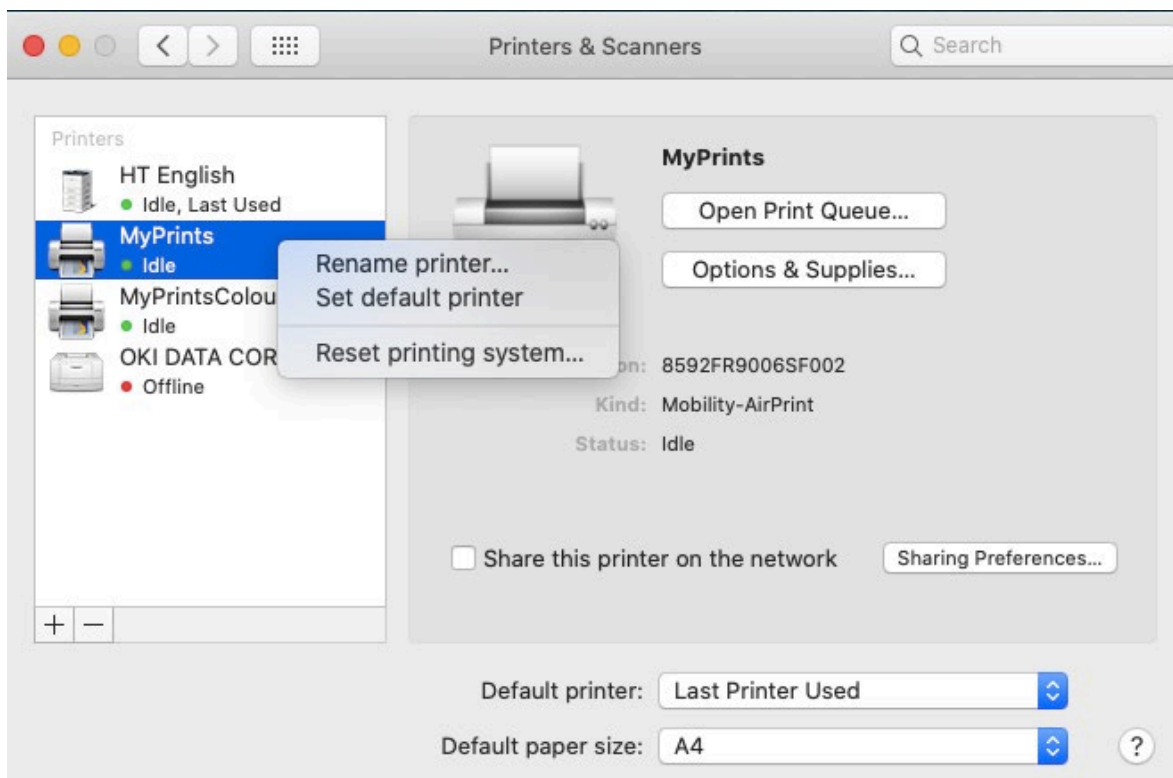 Printers & Scanners
Search
Printers
HT English
Idle, Last Used
MyPrints
Idle
MyPrintsColou
Idle
OKI DATA COR
Offline
Rename printer...
Set default printer
Reset printing system...
MyPrints
Open Print Queue...
Options & Supplies...
on: 8592FR9006SF002
Kind: Mobility-AirPrint
Status: Idle
Share this printer on the network
Sharing Preferences...
+ −
Default printer: Last Printer Used
Default paper size: A4
?